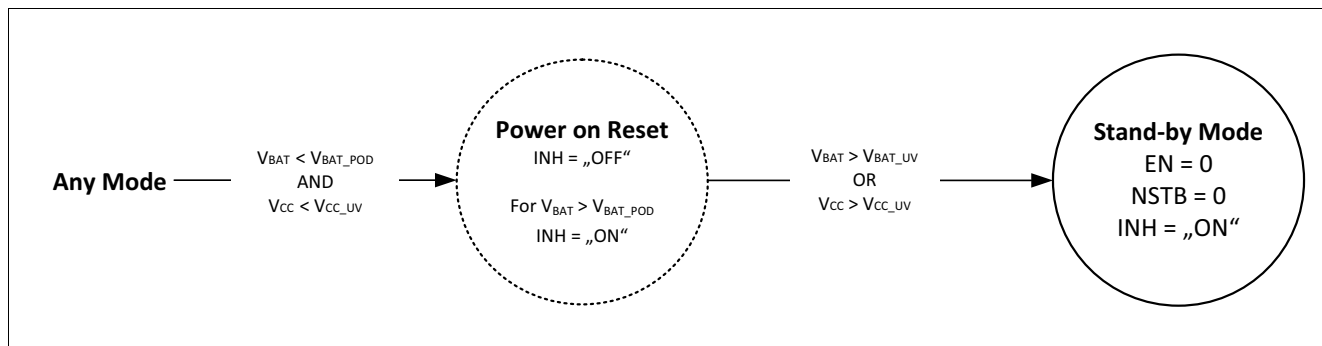 Any Mode
VBAT < VBAT_POD
AND
VCC < VCC_UV
Power on Reset
INH = „OFF“
For VBAT > VBAT_POD
INH = „ON“
VBAT > VBAT_UV
OR
VCC > VCC_UV
Stand-by Mode
EN = 0
NSTB = 0
INH = „ON“